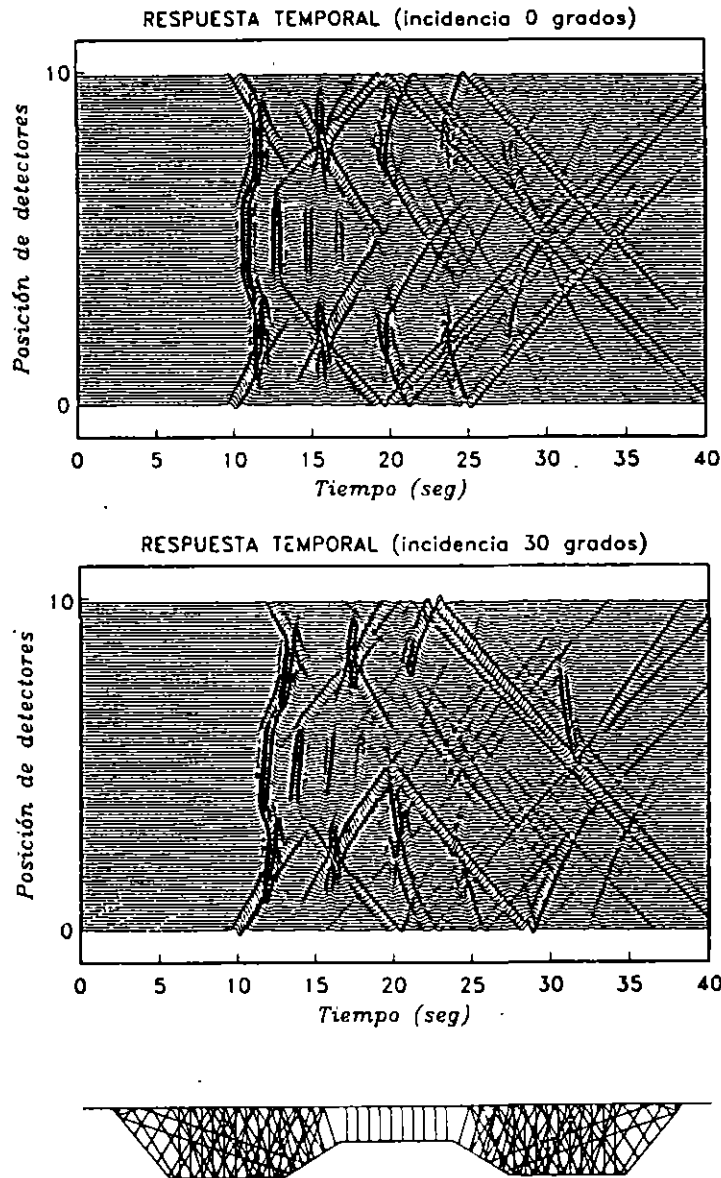 RESPUESTA TEMPORAL (incidencia 0 grados)
10
Posición de detectores
0
0 5 10 15 20 25 30 35 40
Tiempo (seg)
RESPUESTA TEMPORAL (incidencia 30 grados)
10
Posición de detectores
0
0 5 10 15 20 25 30 35 40
Tiempo (seg)